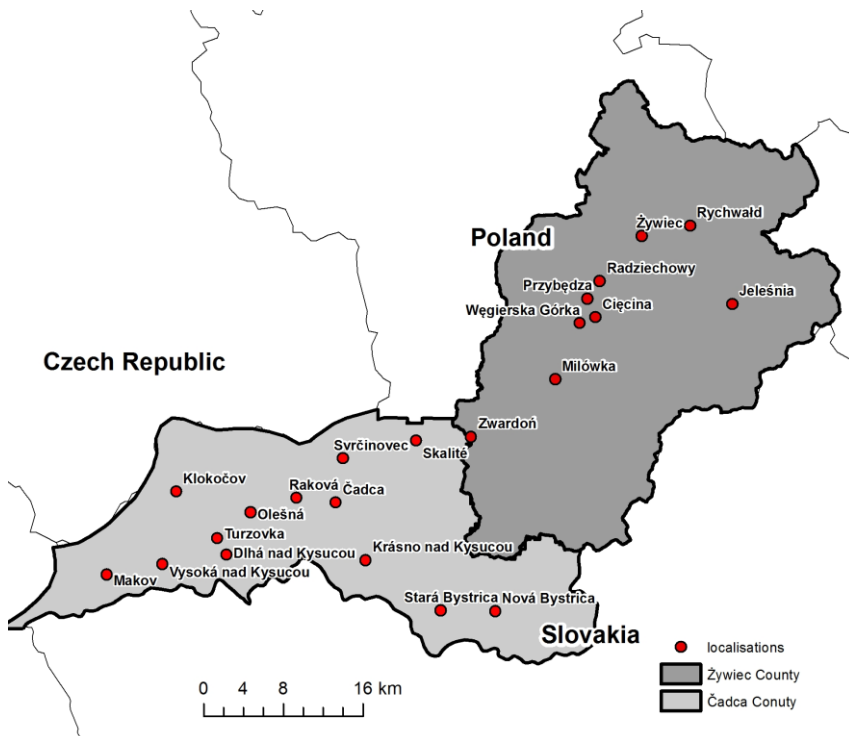 Rychwałd
Żywiec
Poland
Radziechowy
Przybędza
Jeleśnia
Węgierska Górka
Cięcina
Czech Republic
Milówka
Zwardoń
Svrčinovec
Skalité
Klokočov
Raková
Čadca
Olešná
Turzovka
Dlhá nad Kysucou
Krásno nad Kysucou
Makov
Vysoká nad Kysucou
Stará Bystrica
Nová Bystrica
Slovakia
localisations
Żywiec County
Čadca Conuty
0 4 8 16 km